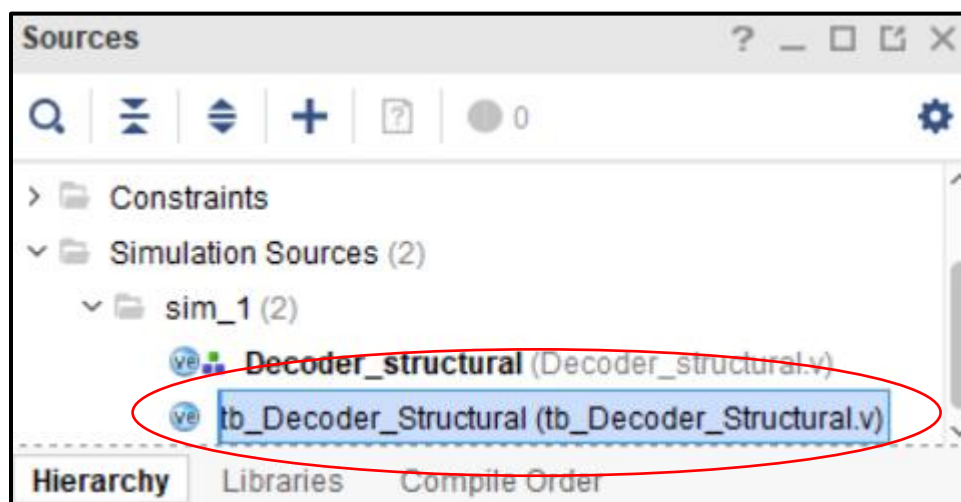 Sources
0
Constraints
Simulation Sources (2)
sim_1 (2)
Decoder_structural (Decoder_structural.v)
tb_Decoder_Structural (tb_Decoder_Structural.v)
Hierarchy Libraries Compile Order